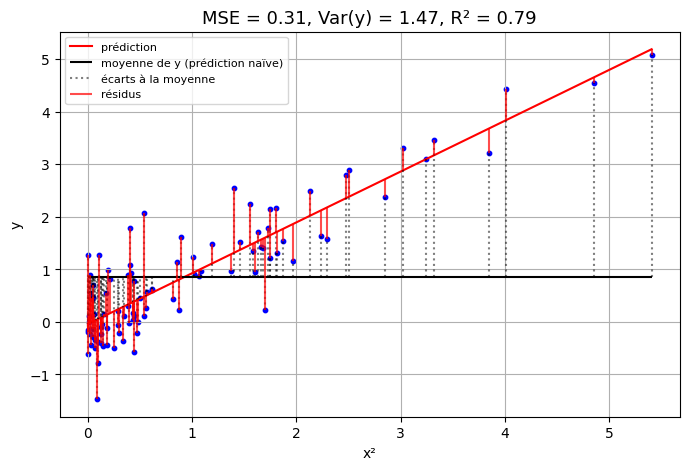 MSE = 0.31, Var(y) = 1.47, R² = 0.79
prédiction
moyenne de y (prédiction naïve)
écarts à la moyenne
résidus
y
5
4
3
2
1
0
−1
0 1 2 3 4 5
x²